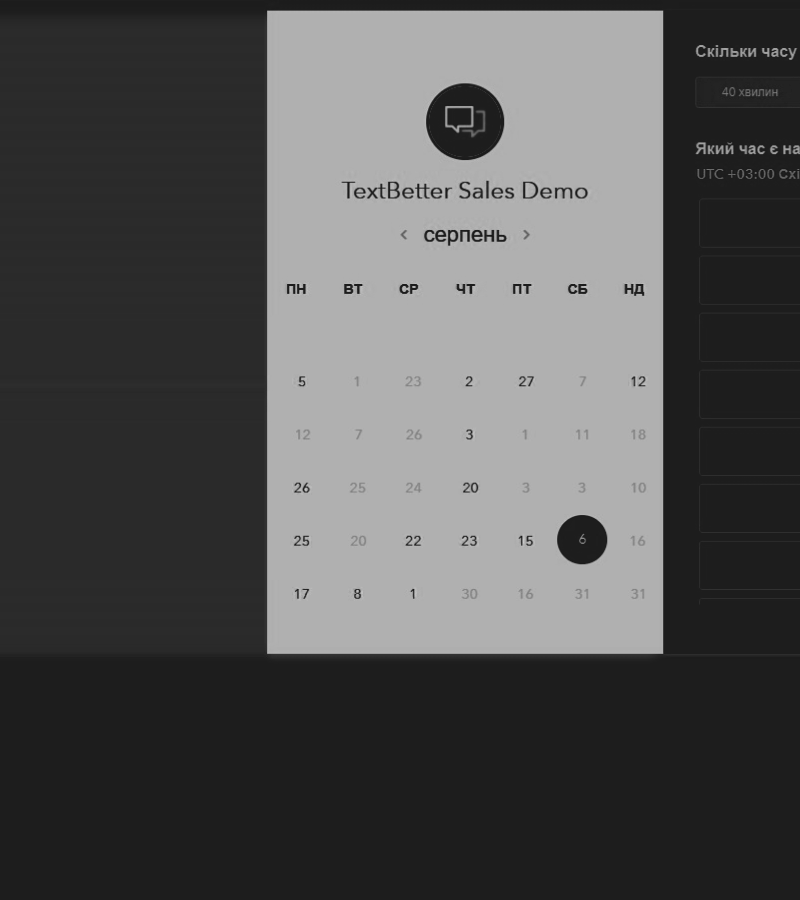 TextBetter Sales Demo
серпень
ПН ВТ СР ЧТ ПТ СБ НД
5 1 23 2 27 7 12
12 7 26 3 1 11 18
26 25 24 20 3 3 10
25 20 22 23 15 6 16
17 8 1 30 16 31 31
Скільки часу
40 хвилин
Який час є на
UTC +03:00 Схі